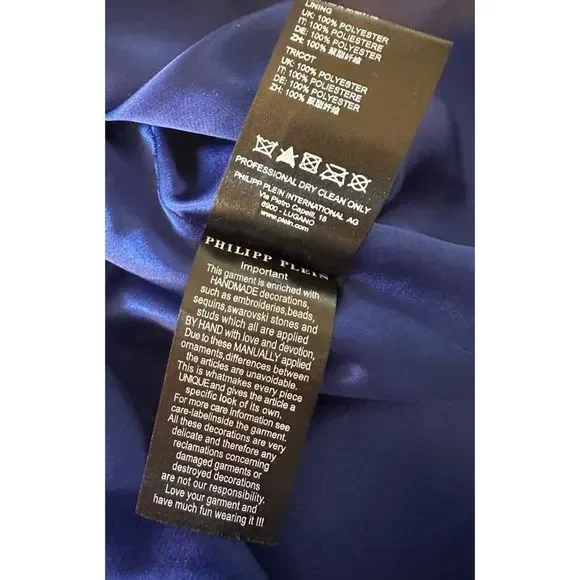 LINING
UK: 100% POLYESTER
IT: 100% POLIESTERE
DE: 100% POLYESTER
ZH: 100% 聚酯纤维
TRICOT
UK: 100% POLYESTER
IT: 100% POLIESTERE
DE: 100% POLYESTER
ZH: 100% 聚酯纤维
PROFESSIONAL DRY CLEAN ONLY
PHILIPP PLEIN INTERNATIONAL AG
Via Pietro Capelli, 18
6900 - LUGANO
www.plein.com
PHILIPP PLEIN
Important
This garment is enriched with
HANDMADE decorations,
such as embroideries,beads,
sequins,swarovski stones and
studs which all are applied
BY HAND with love and devotion,
Due to these MANUALLY applied
ornaments,differences between
the articles are unavoidable.
This is whatmakes every piece
UNIQUE and gives the article a
specific look of its own.
For more care information see
care-labelinside the garment.
All these decorations are very
delicate and therefore any
reclamations concerning
damaged garments or
destroyed decorations
are not our responsibility.
Love your garment and
have much fun wearing it !!!